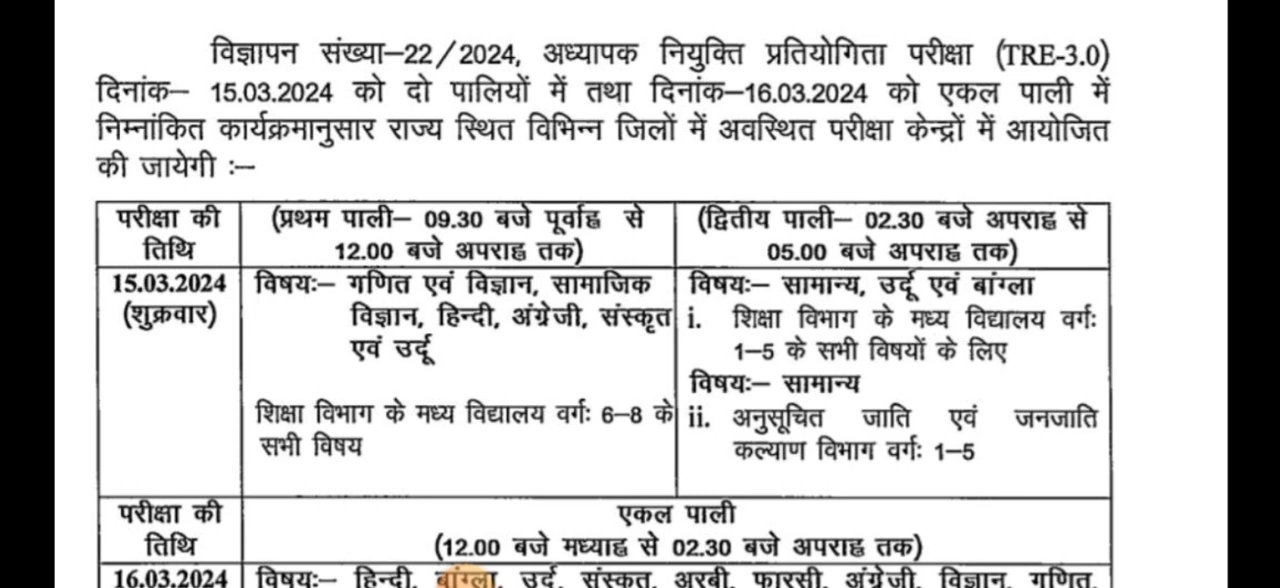 विज्ञापन संख्या–22/2024, अध्यापक नियुक्ति प्रतियोगिता परीक्षा (TRE-3.0)
दिनांक– 15.03.2024 को दो पालियों में तथा दिनांक–16.03.2024 को एकल पाली में
निम्नांकित कार्यक्रमानुसार राज्य स्थित विभिन्न जिलों में अवस्थित परीक्षा केन्द्रों में आयोजित
की जायेगी :–
परीक्षा की
तिथि
(प्रथम पाली– 09.30 बजे पूर्वाह्न से
12.00 बजे अपराह्न तक)
(द्वितीय पाली– 02.30 बजे अपराह्न से
05.00 बजे अपराह्न तक)
15.03.2024
(शुक्रवार)
विषयः– गणित एवं विज्ञान, सामाजिक
विज्ञान, हिन्दी, अंग्रेजी, संस्कृत
एवं उर्दू
शिक्षा विभाग के मध्य विद्यालय वर्गः 6–8 के
सभी विषय
विषयः– सामान्य, उर्दू एवं बांग्ला
i. शिक्षा विभाग के मध्य विद्यालय वर्गः
1–5 के सभी विषयों के लिए
विषयः– सामान्य
ii. अनुसूचित जाति एवं जनजाति
कल्याण विभाग वर्गः 1–5
परीक्षा की
तिथि
एकल पाली
(12.00 बजे मध्याह्न से 02.30 बजे अपराह्न तक)
16.03.2024
विषयः– हिन्दी, बांग्ला, उर्दू, संस्कृत, अरबी, फारसी, अंग्रेजी, विज्ञान, गणित,